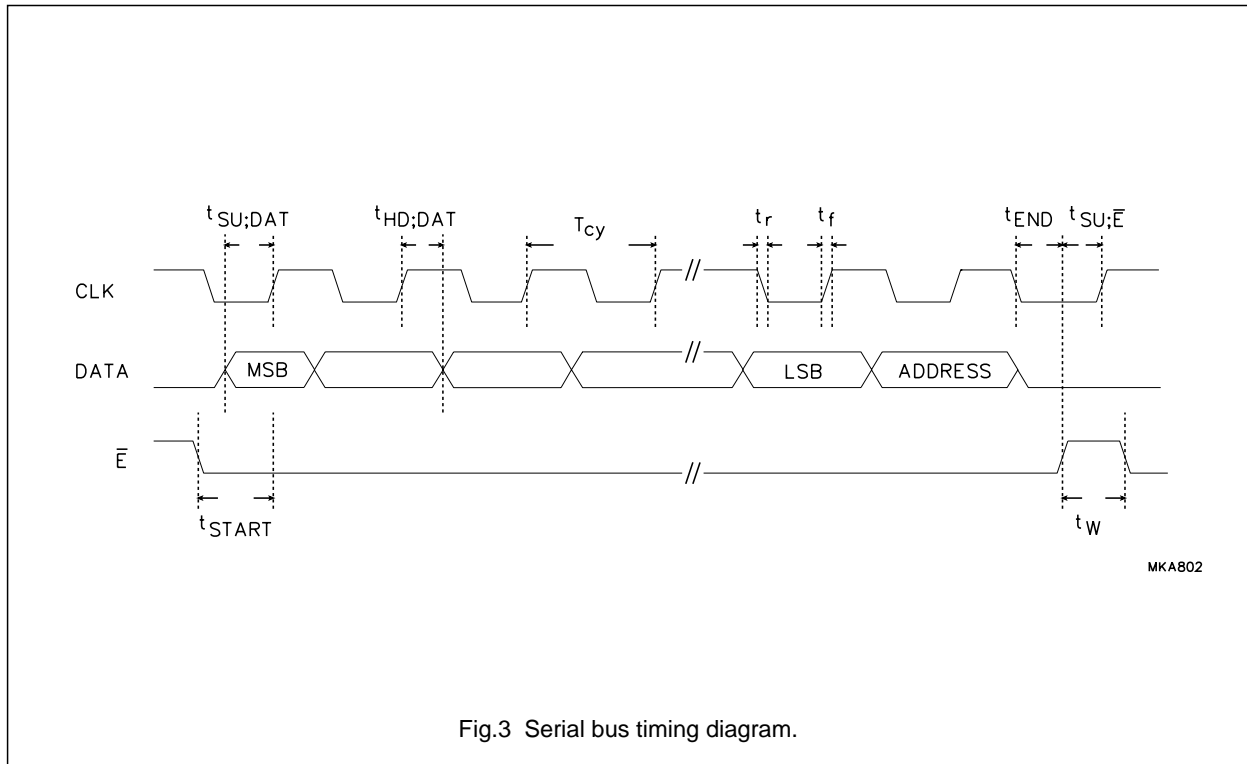 tSU;DAT tHD;DAT Tcy tr tf tEND tSU;E̅
CLK
DATA MSB LSB ADDRESS
E̅
tSTART tW
MKA802
Fig.3 Serial bus timing diagram.